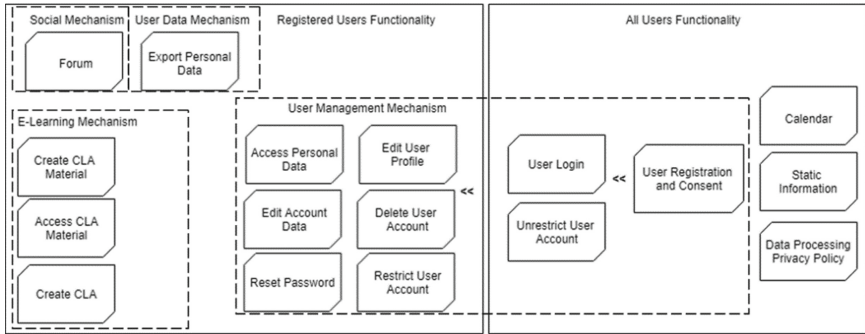 Social Mechanism
User Data Mechanism
Registered Users Functionality
All Users Functionality
Forum
Export Personal
Data
E-Learning Mechanism
Create CLA
Material
Access CLA
Material
Create CLA
User Management Mechanism
Access Personal
Data
Edit User
Profile
Edit Account
Data
Delete User
Account
<<
Reset Password
Restrict User
Account
User Login
<<
User Registration
and Consent
Unrestrict User
Account
Calendar
Static
Information
Data Processing
Privacy Policy